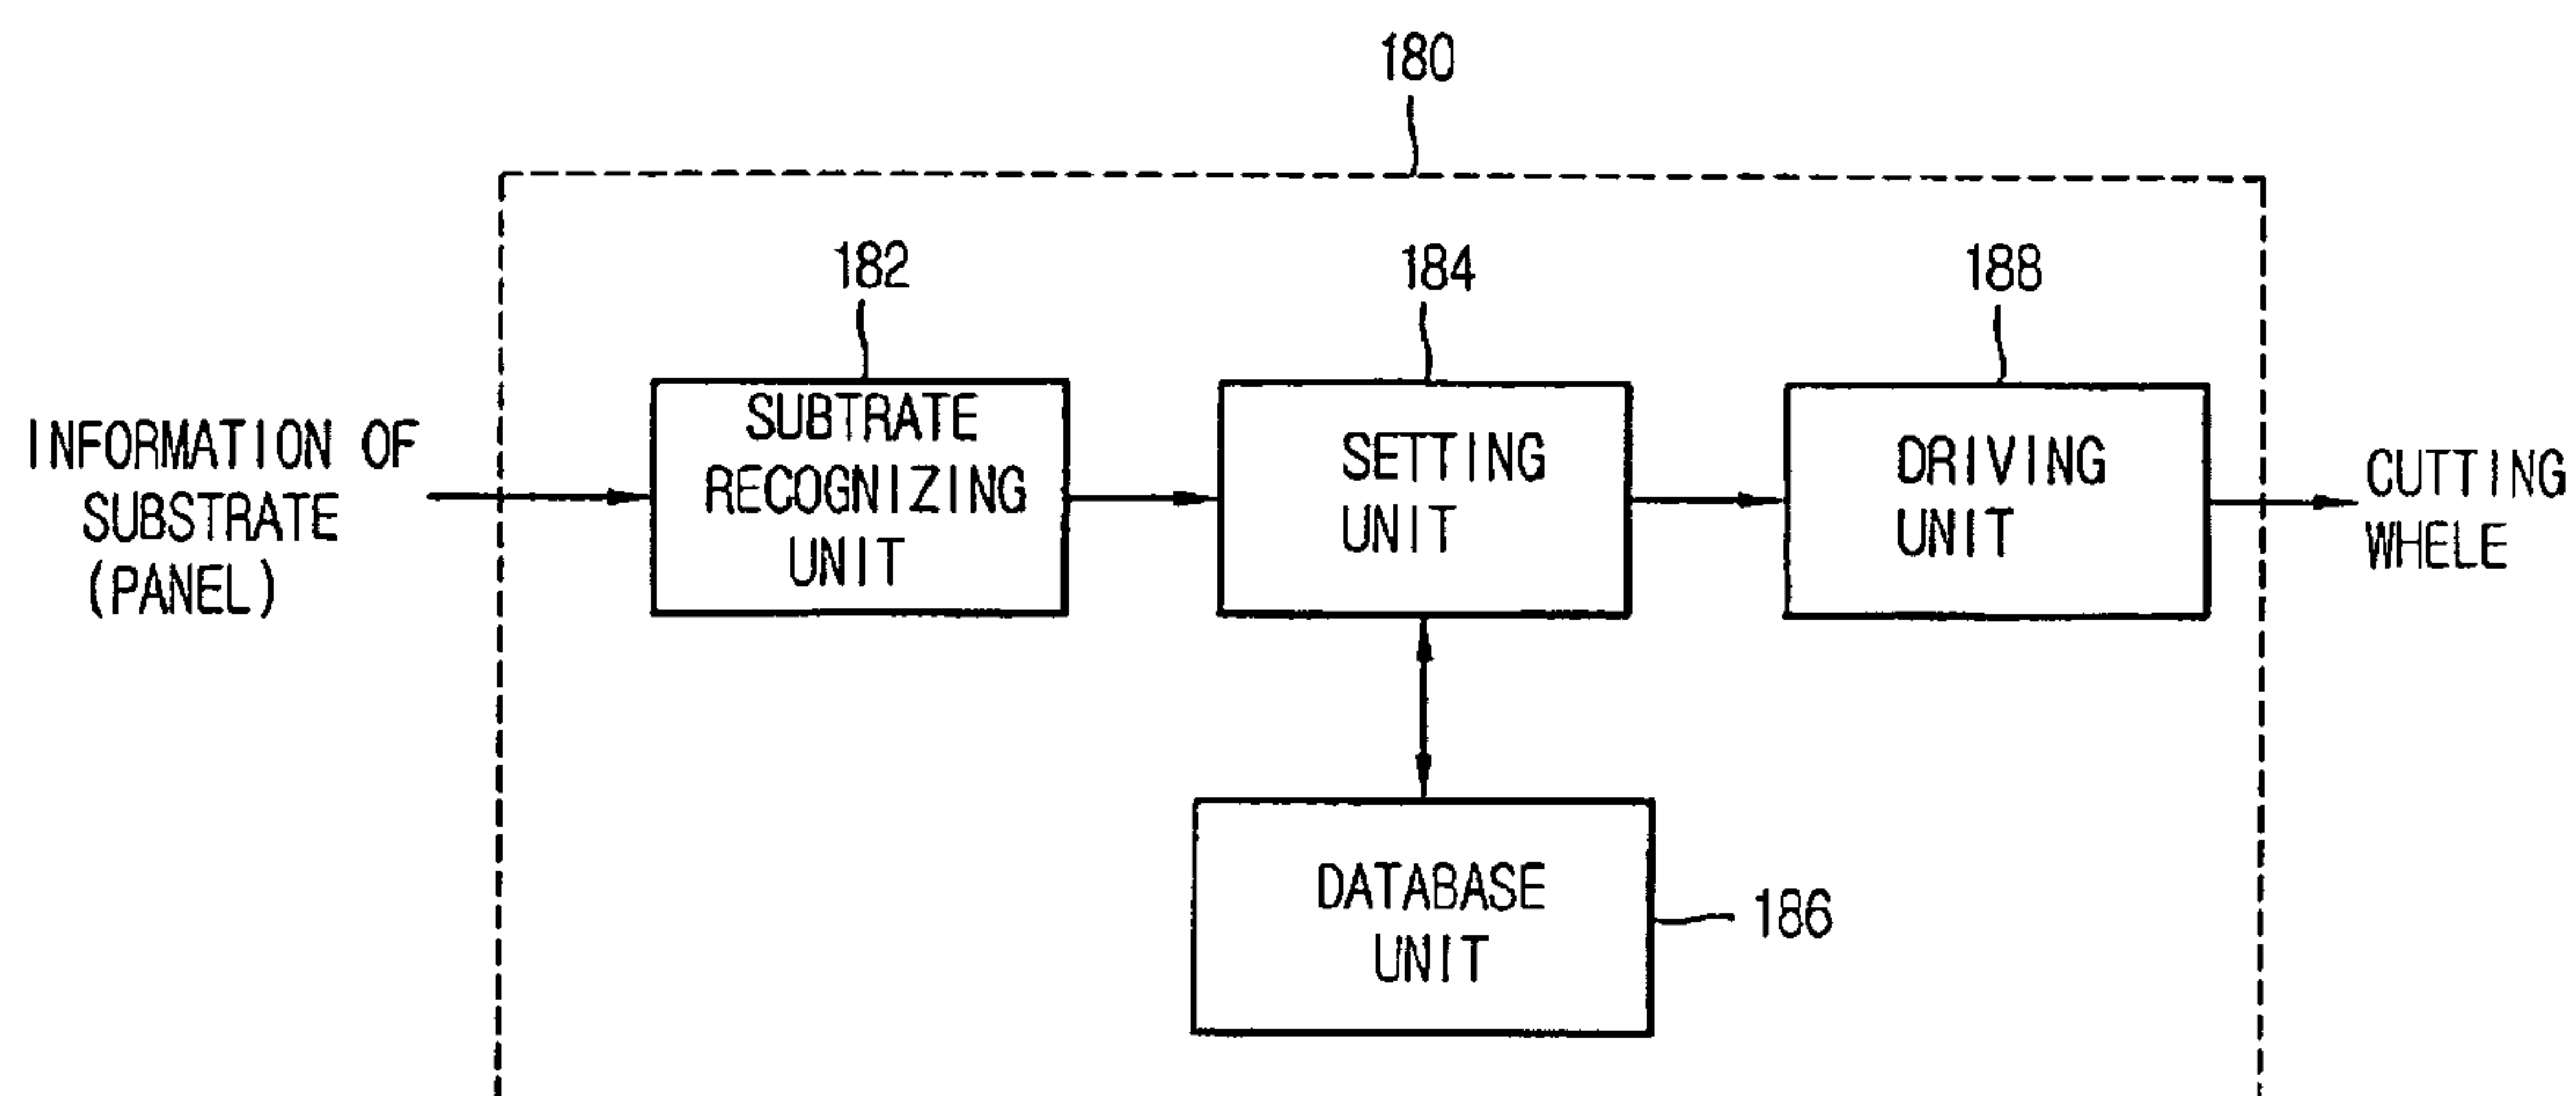 180
182
184
188
INFORMATION OF
SUBSTRATE
(PANEL)
SUBTRATE
RECOGNIZING
UNIT
SETTING
UNIT
DRIVING
UNIT
CUTTING
WHELE
DATABASE
UNIT
186